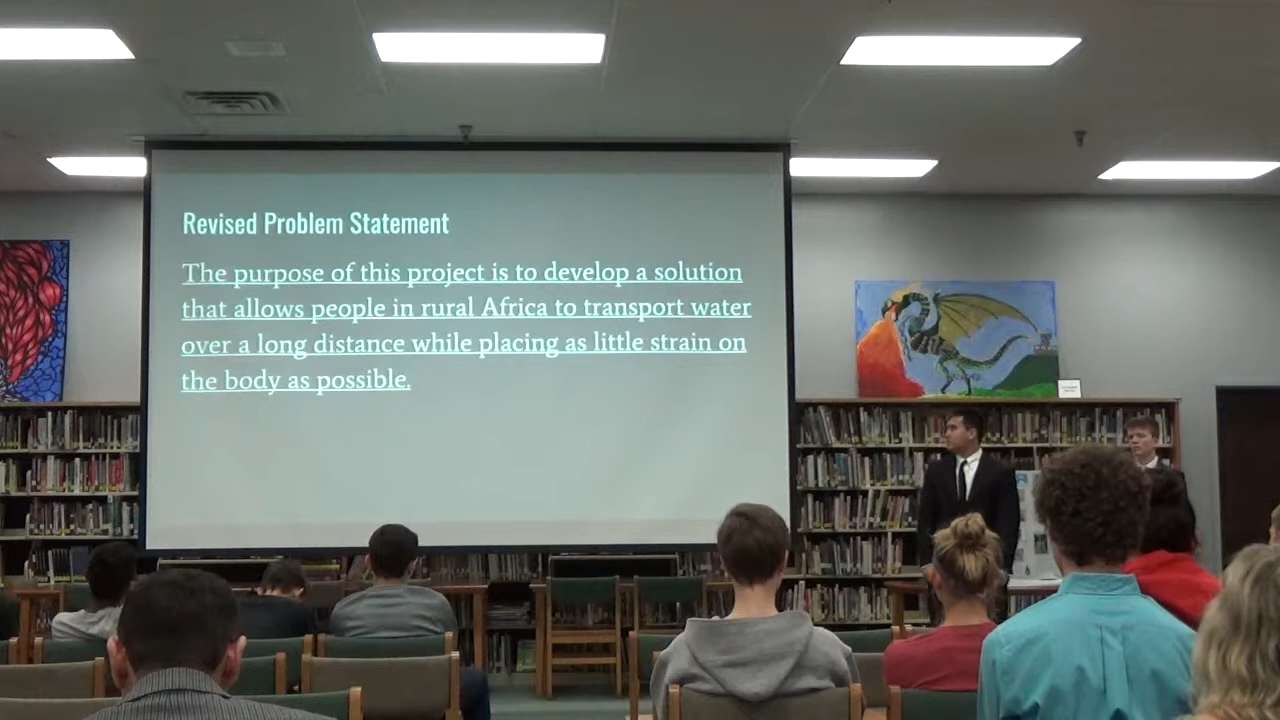 Revised Problem Statement
The purpose of this project is to develop a solution
that allows people in rural Africa to transport water
over a long distance while placing as little strain on
the body as possible.